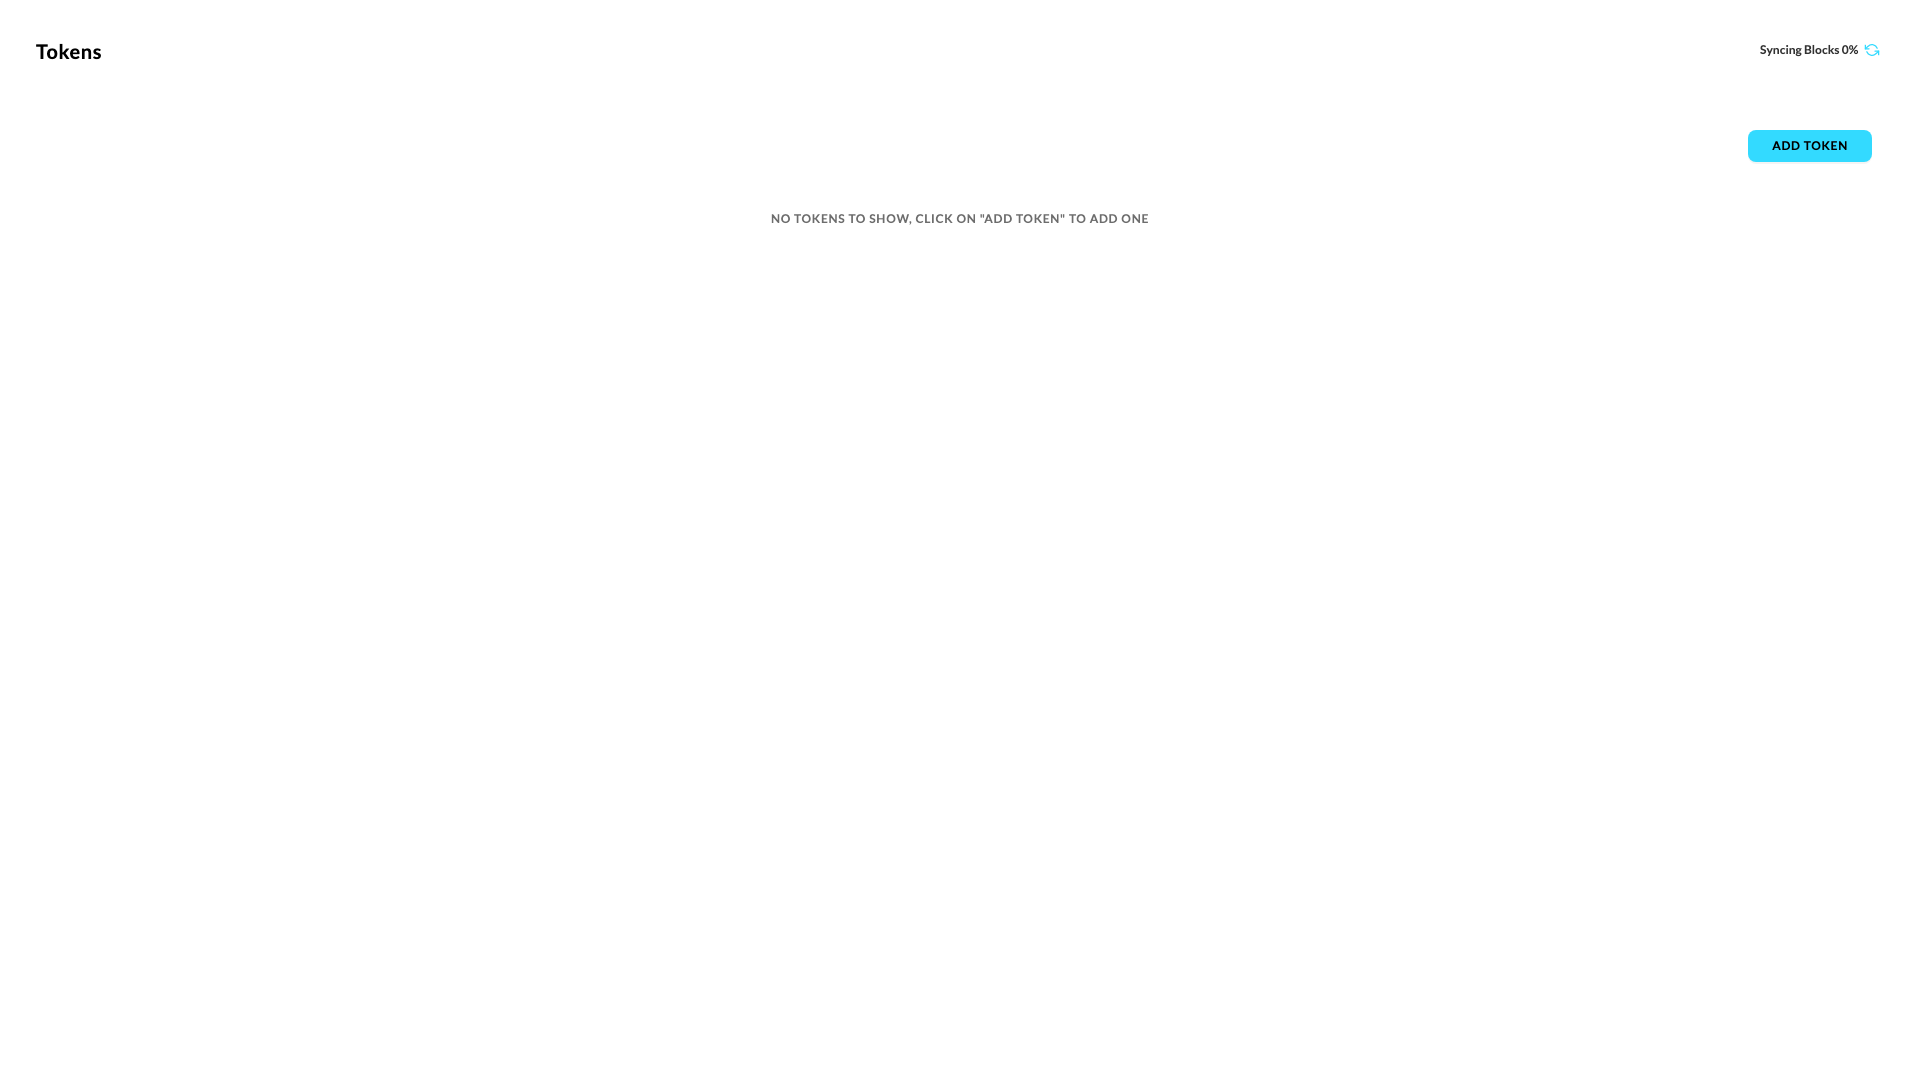 Tokens
Syncing Blocks 0%
ADD TOKEN
NO TOKENS TO SHOW, CLICK ON "ADD TOKEN" TO ADD ONE